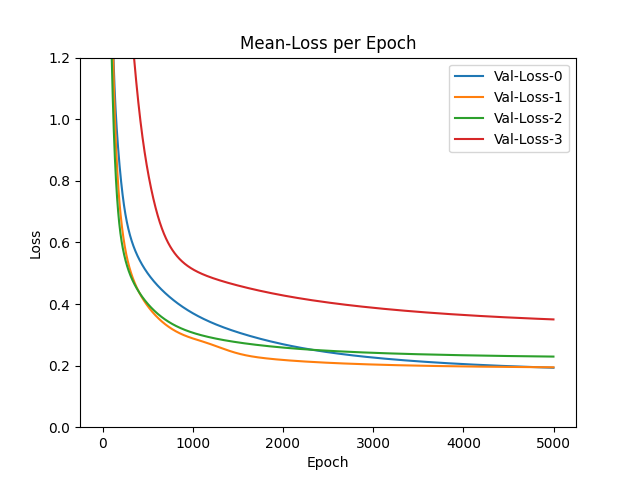 Mean-Loss per Epoch
Loss
1.2
1.0
0.8
0.6
0.4
0.2
0.0
Val-Loss-0
Val-Loss-1
Val-Loss-2
Val-Loss-3
0 1000 2000 3000 4000 5000
Epoch